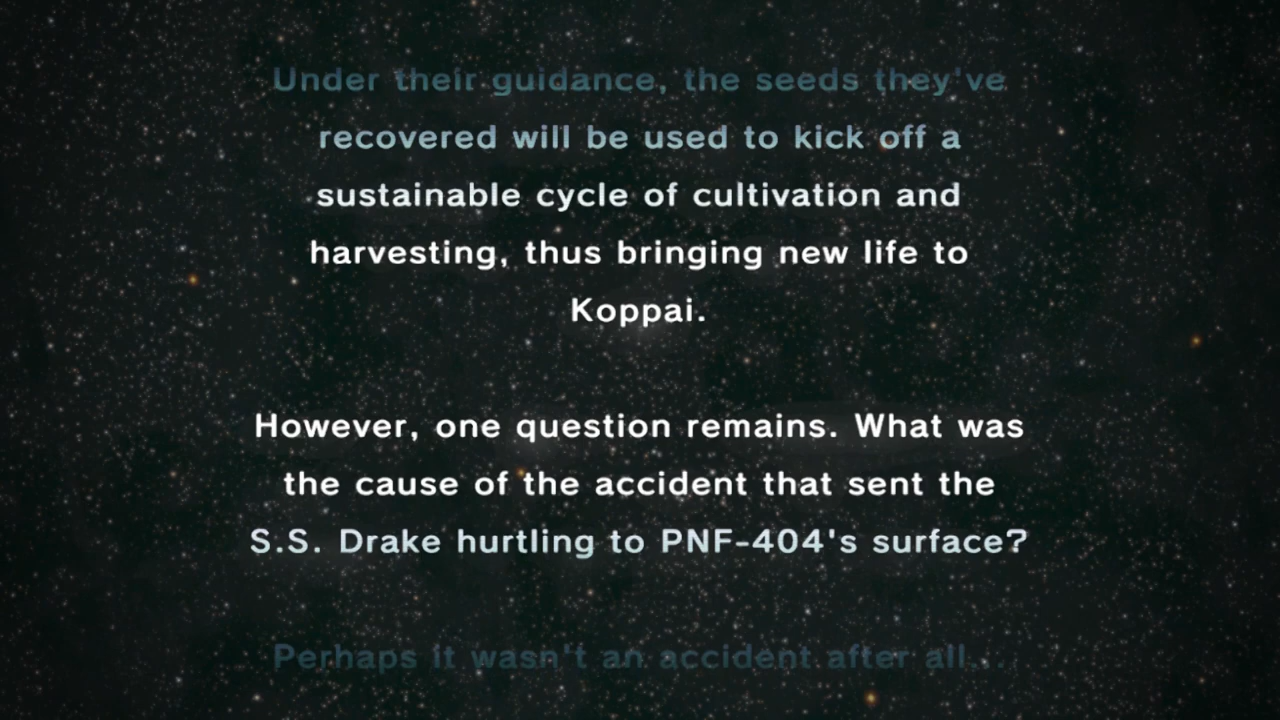 Under their guidance, the seeds they've
recovered will be used to kick off a
sustainable cycle of cultivation and
harvesting, thus bringing new life to
Koppai.
However, one question remains. What was
the cause of the accident that sent the
S.S. Drake hurtling to PNF-404's surface?
Perhaps it wasn't an accident after all...